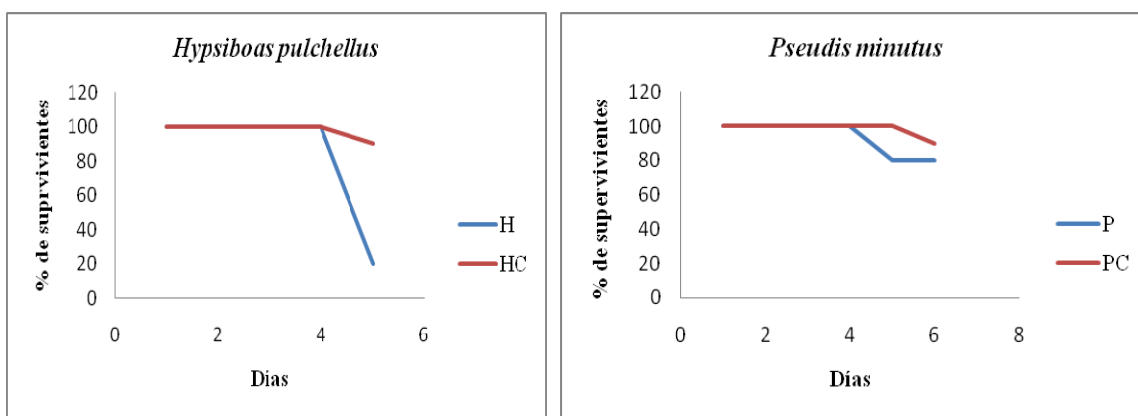 Hypsiboas pulchellus
% de suprvivientes
120
100
80
60
40
20
0
0 2 4 6
Dias
H
HC
Pseudis minutus
% de supervivientes
120
100
80
60
40
20
0
0 2 4 6 8
Días
P
PC